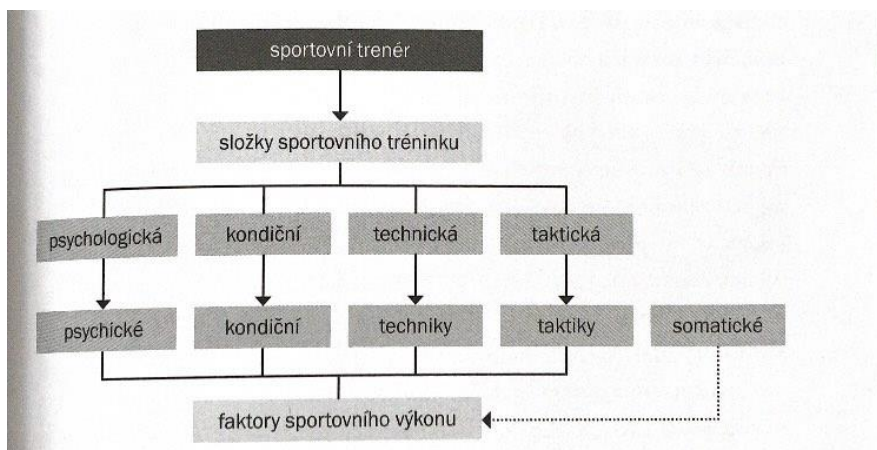 sportovní trenér
složky sportovního tréninku
psychologická
kondiční
technická
taktická
psychické
kondiční
techniky
taktiky
somatické
faktory sportovního výkonu